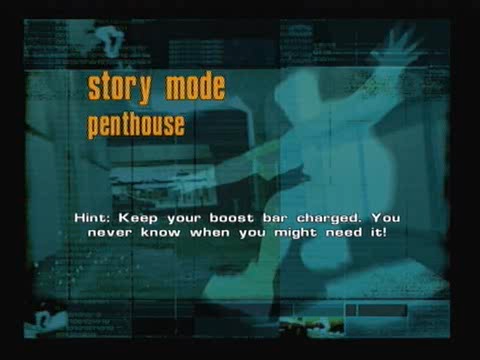 story mode
penthouse
Hint: Keep your boost bar charged. You
never know when you might need it!